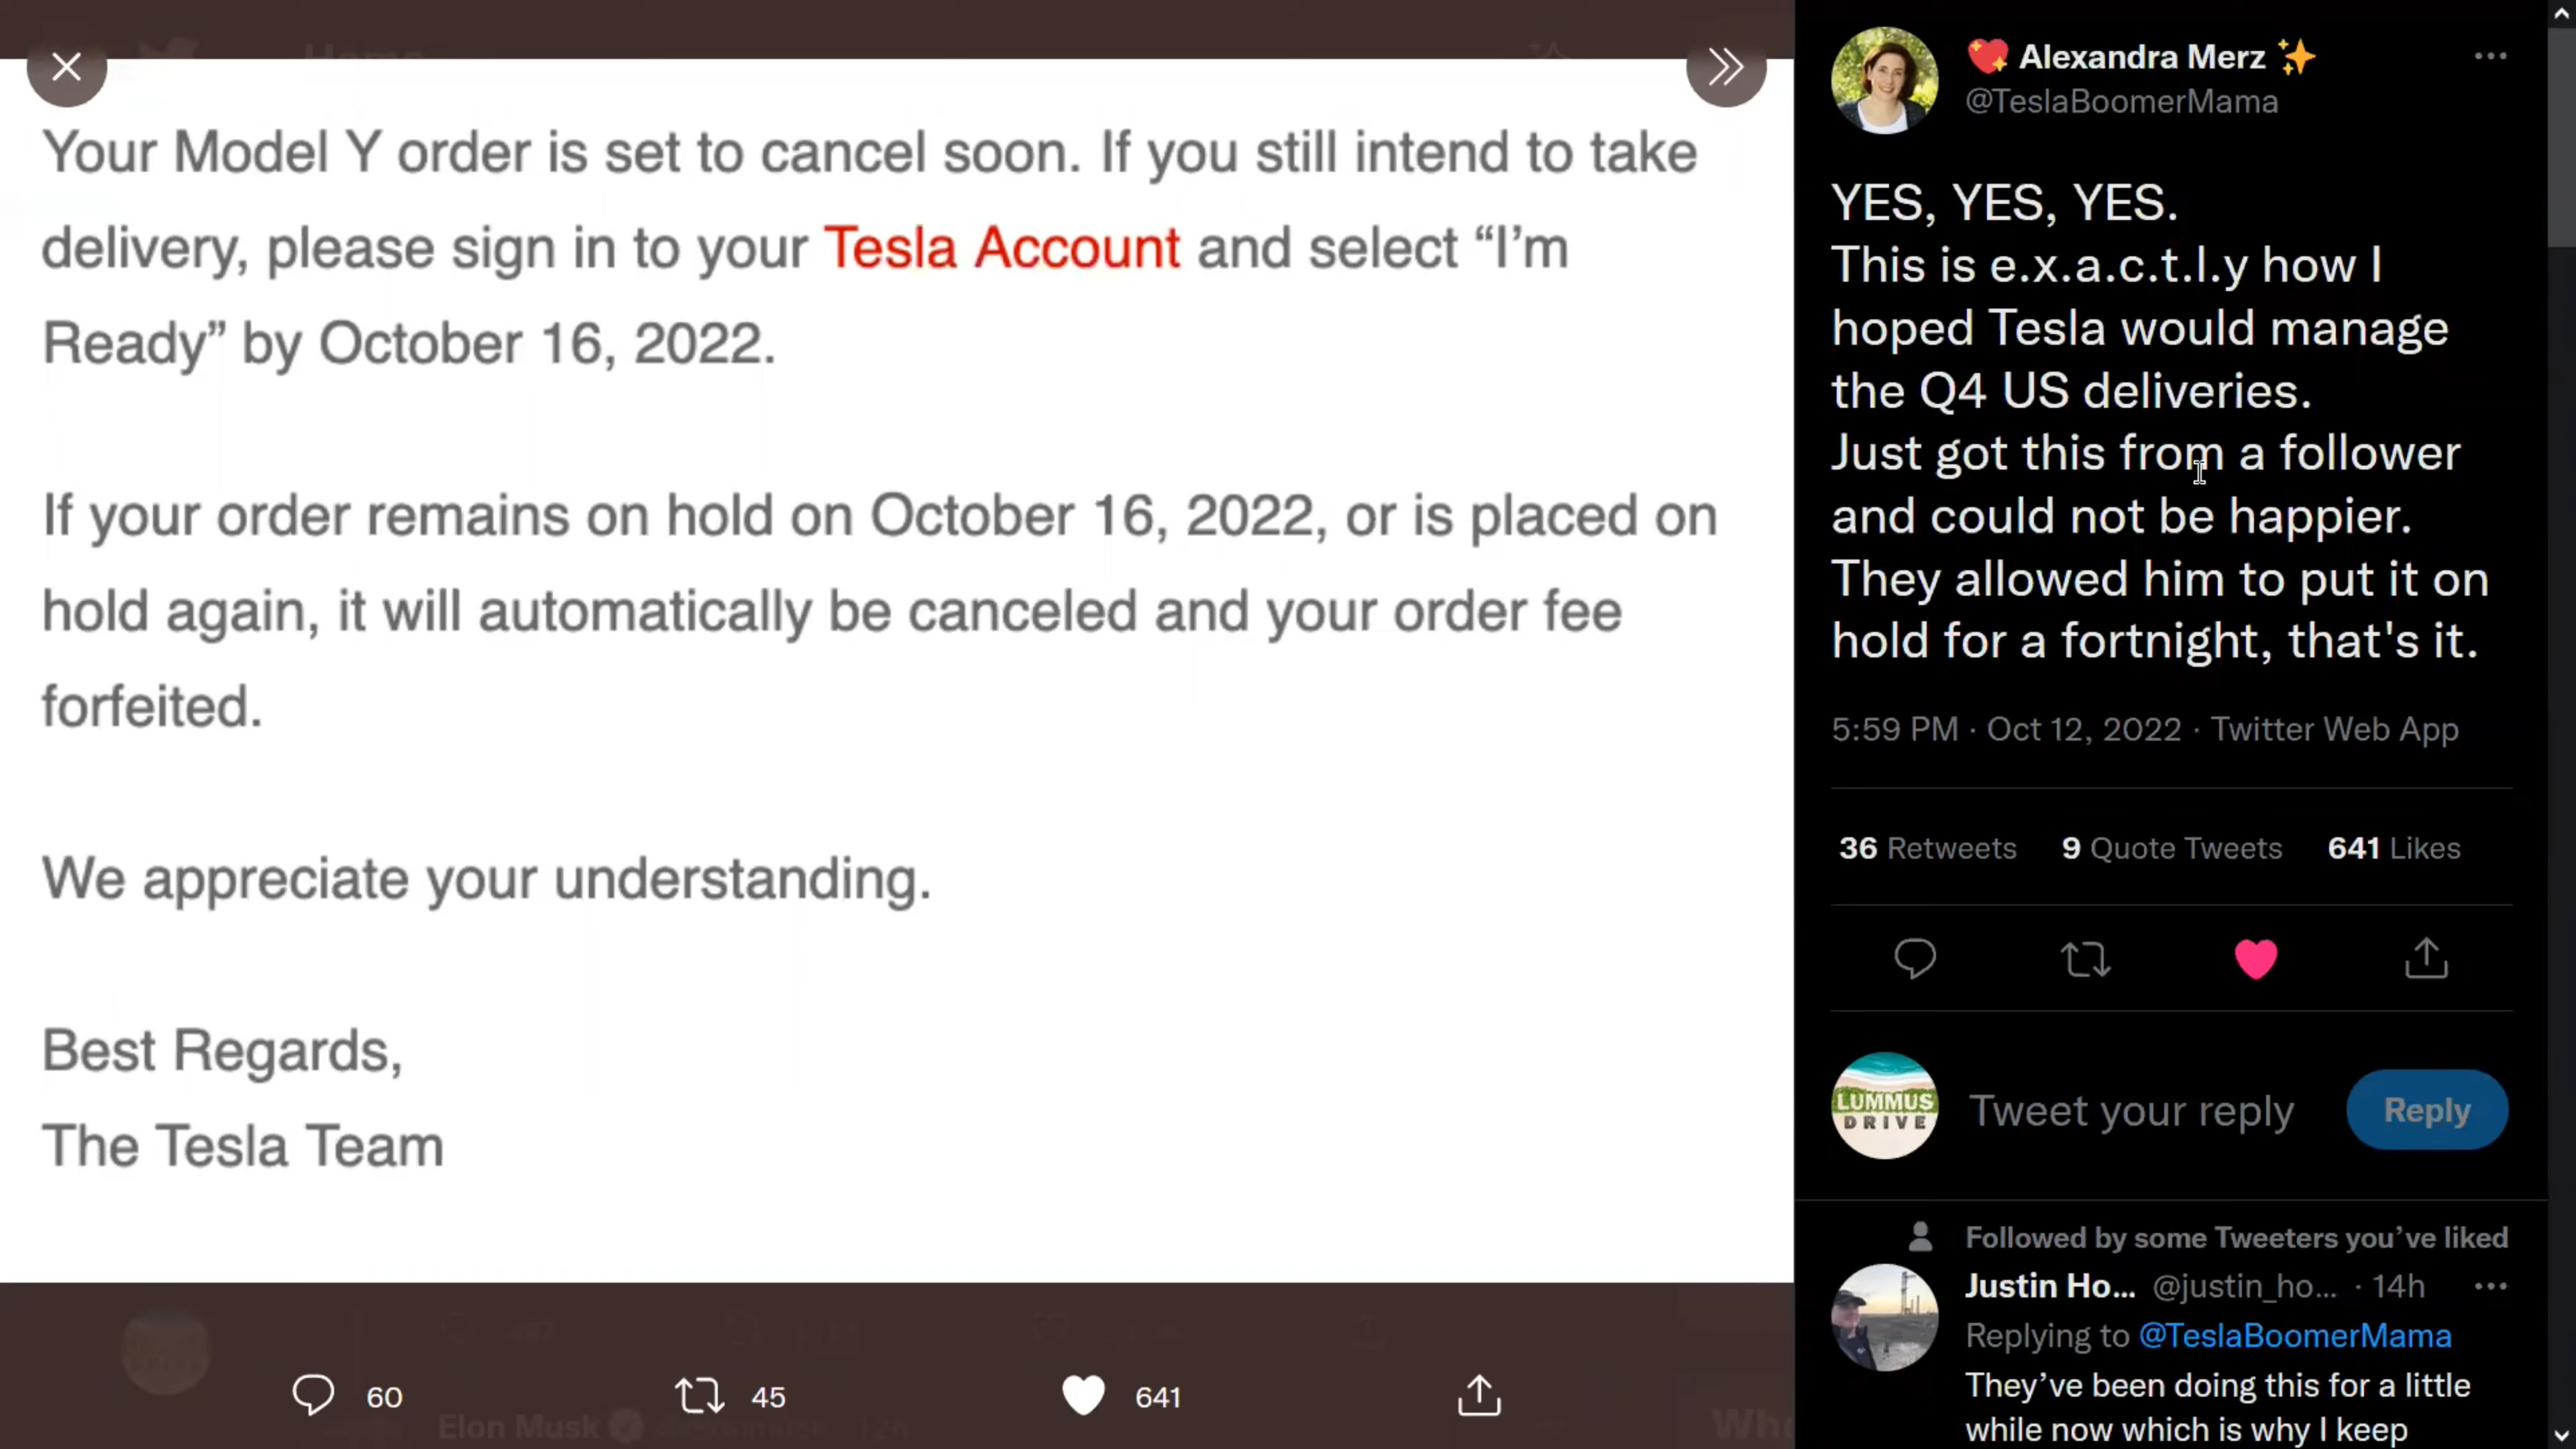 Your Model Y order is set to cancel soon. If you still intend to take
delivery, please sign in to your Tesla Account and select “I’m
Ready” by October 16, 2022.
If your order remains on hold on October 16, 2022, or is placed on
hold again, it will automatically be canceled and your order fee
forfeited.
We appreciate your understanding.
Best Regards,
The Tesla Team
60
45
641
Elon Musk
Home
Alexandra Merz
@TeslaBoomerMama
YES, YES, YES.
This is e.x.a.c.t.l.y how I
hoped Tesla would manage
the Q4 US deliveries.
Just got this from a follower
and could not be happier.
They allowed him to put it on
hold for a fortnight, that's it.
5:59 PM · Oct 12, 2022 · Twitter Web App
36 Retweets 9 Quote Tweets 641 Likes
LUMMUS
DRIVE
Tweet your reply
Reply
Followed by some Tweeters you’ve liked
Justin Ho... @justin_ho... · 14h
Replying to @TeslaBoomerMama
They’ve been doing this for a little
while now which is why I keep